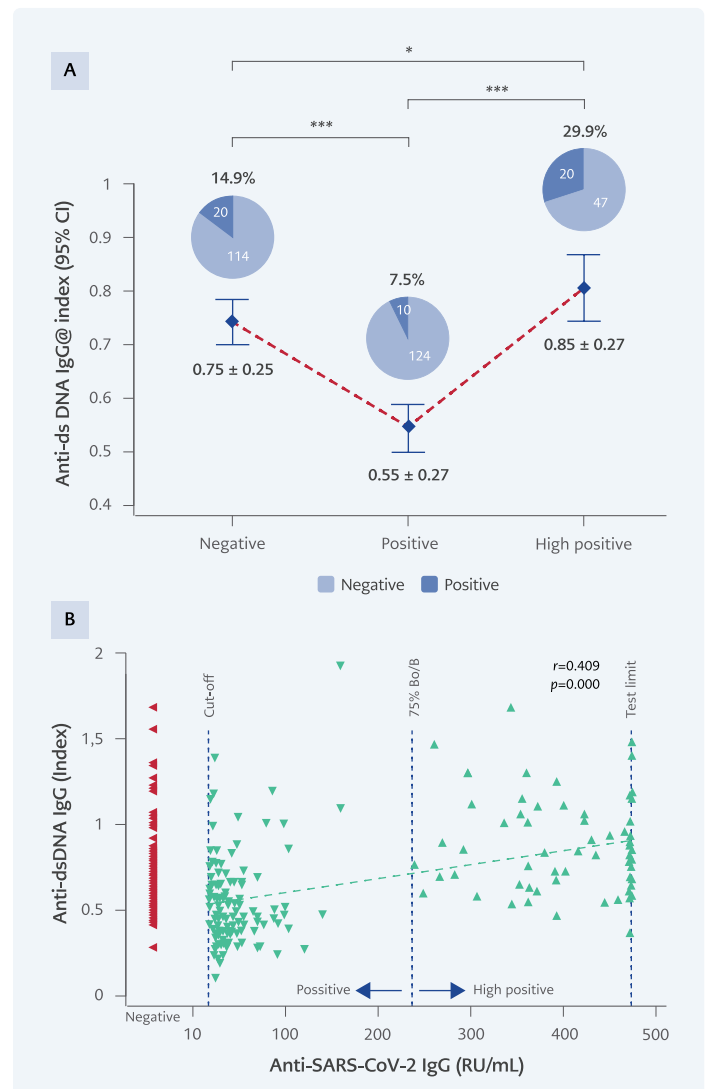 A
*
***
***
29.9%
20
47
14.9%
20
114
7.5%
10
124
1
0.9
0.8
0.7
0.6
0.5
0.4
Anti-ds DNA IgG@ index (95% CI)
0.75 ± 0.25
0.55 ± 0.27
0.85 ± 0.27
Negative
Positive
High positive
Negative
Positive
B
2
1,5
1
0.5
0
Anti-dsDNA IgG (Index)
Cut-off
75% Bo/B
Test limit
r=0.409
p=0.000
Possitive
High positive
Negative
10
100
200
300
400
500
Anti-SARS-CoV-2 IgG (RU/mL)